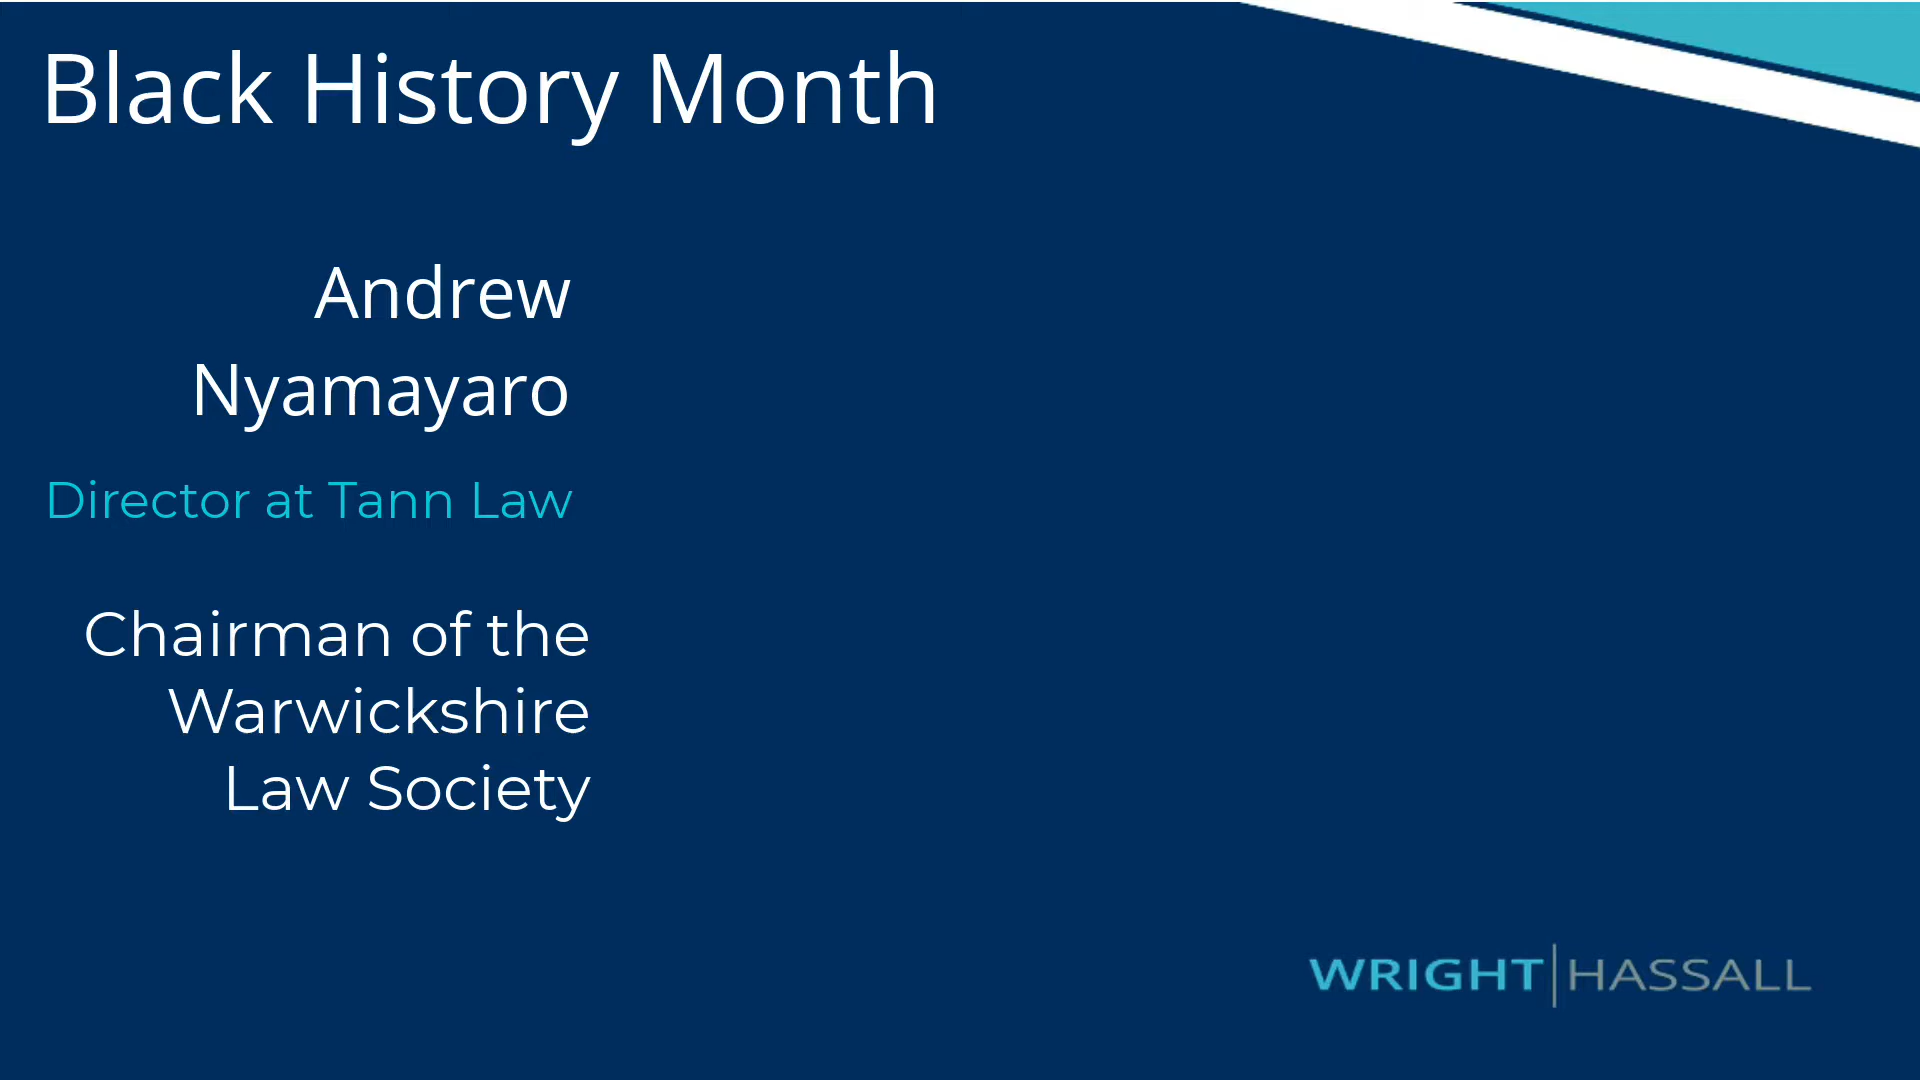 Black History Month
Andrew
Nyamayaro
Director at Tann Law
Chairman of the
Warwickshire
Law Society
WRIGHT|HASSALL